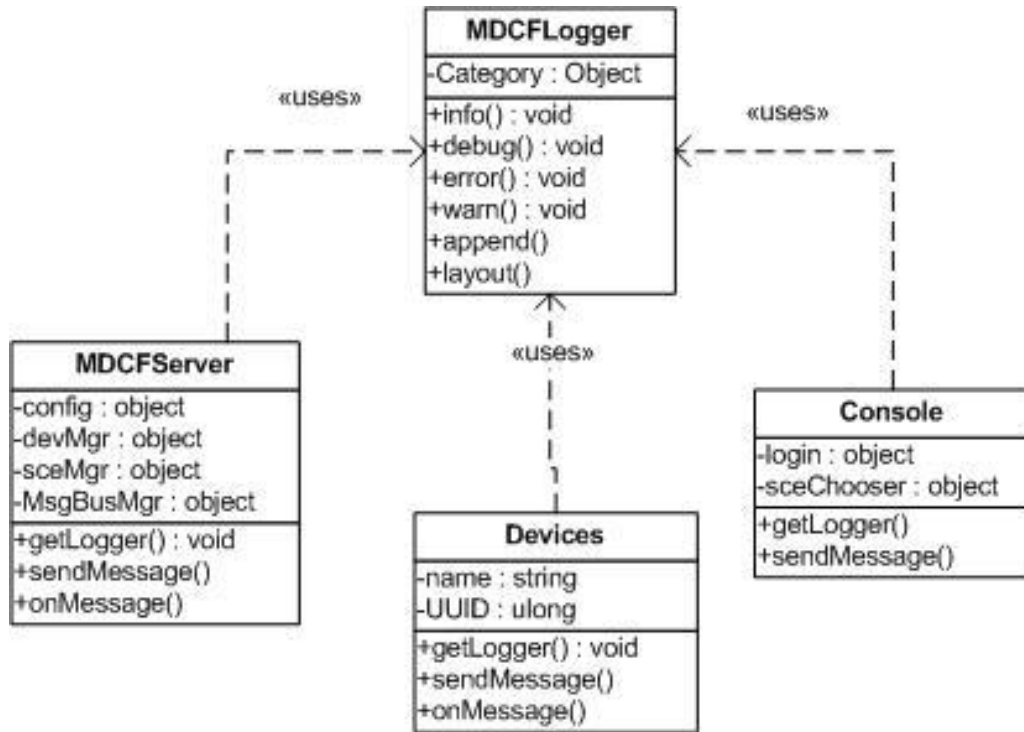 MDCFLogger
-Category : Object
+info() : void
+debug() : void
+error() : void
+warn() : void
+append()
+layout()
«uses»
«uses»
«uses»
MDCFServer
-config : object
-devMgr : object
-sceMgr : object
-MsgBusMgr : object
+getLogger() : void
+sendMessage()
+onMessage()
Devices
-name : string
-UUID : ulong
+getLogger() : void
+sendMessage()
+onMessage()
Console
-login : object
-sceChooser : object
+getLogger()
+sendMessage()